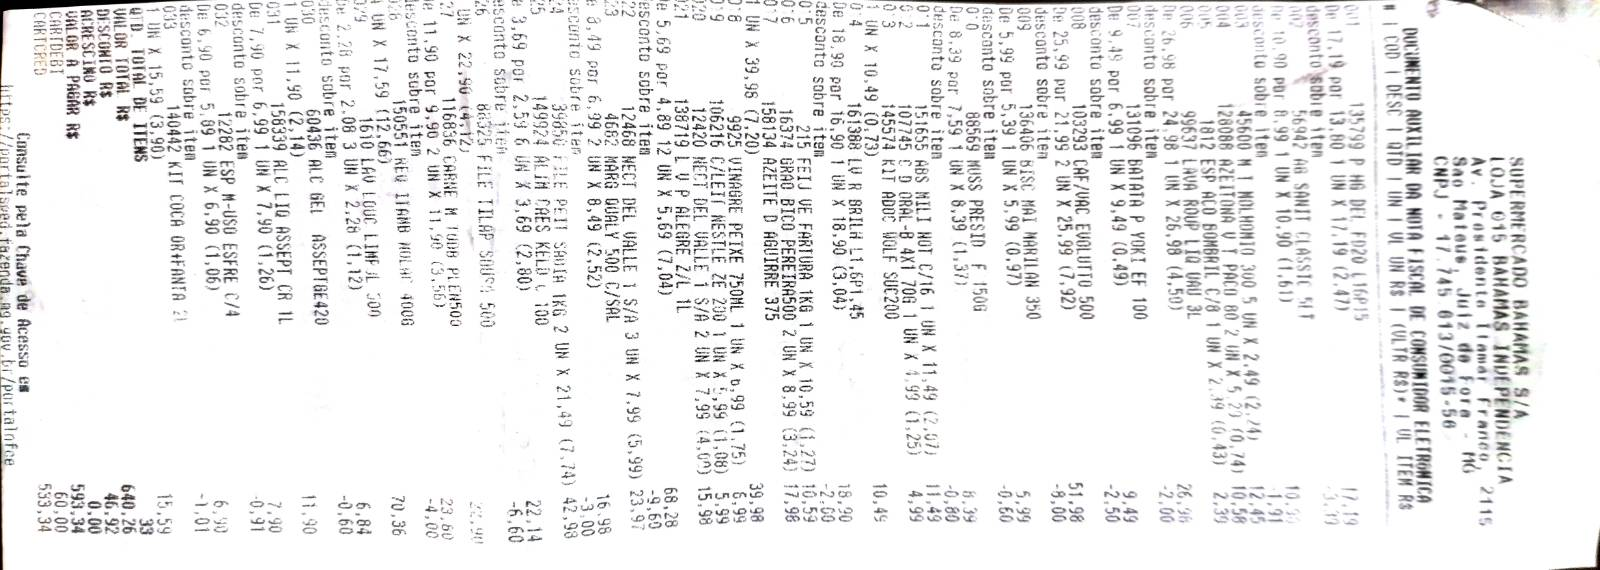 SUPERMERCADO BAHAMAS S/A
LOJA 015 BAHAMAS INDEPENDENCIA
Av. Presidente Itamar Franco, 2115
Sao Mateus, Juiz de Fora - MG
CNPJ - 17.745.613/0015-56
DOCUMENTO AUXILIAR DA NOTA FISCAL DE CONSUMIDOR ELETRONICA
# | COD | DESC | QTD | UN | VL UN R$ | (VLTR R$)* | VL ITEM R$
001 135799 P HG DEL FD20 L16P15
1 UN X 17,19 (2,47) 17,19
desconto sobre item
De 17,19 por 13,80
002 56942 AG SANIT CLASSIC 5LT
1 UN X 10,90 (1,61)
desconto sobre item
De 10,90 por 8,99 -1,91
003 45600 M T MOLHONIO 300 5 UN X 2,49 (2,24) 12,45
004 128088 AZEITONA V T PACO 80 2 UN X 5,29 (0,74) 10,58
005 1812 ESP ACO BOMBRIL C/8 1 UN X 2,39 (0,43) 2,39
006 99637 LAVA ROUP LIQ UAU 3L
1 UN X 26,98 (4,50) 26,98
desconto sobre item
De 26,98 por 24,98 -2,00
007 131096 BATATA P YOKI EF 100
1 UN X 9,49 (0,49) 9,49
desconto sobre item
De 9,49 por 6,99 -2,50
008 103293 CAF/VAC EVOLUTTO 500
2 UN X 25,99 (7,92) 51,98
desconto sobre item
De 25,99 por 21,99 -8,00
009 136406 BISC MAI MARILAN 350
1 UN X 5,99 (0,97) 5,99
desconto sobre item
De 5,99 por 5,39 -0,60
010 88569 MUSS PRESID F 150G
1 UN X 8,39 (1,37) 8,39
desconto sobre item
De 8,39 por 7,59 -0,80
011 151655 ABS MILI NOT C/16 1 UN X 11,49 (2,07) 11,49
012 107745 C D ORAL-B 4X1 70G 1 UN X 4,99 (1,25) 4,99
013 145574 KIT ADOC WOLF SUC200
1 UN X 10,49 (0,73) 10,49
014 161388 LV R BRILH L1,6P1,45
1 UN X 18,90 (3,04) 18,90
desconto sobre item
De 18,90 por 16,90 -2,00
015 215 FEIJ VE FARTURA 1KG 1 UN X 10,59 (1,27) 10,59
016 16374 GRAO BICO PEREIRA500 2 UN X 8,99 (3,24) 17,98
017 158134 AZEITE D AGUIRRE 375
1 UN X 39,98 (7,20) 39,98
018 9925 VINAGRE PEIXE 750ML 1 UN X 6,99 (1,75) 6,99
019 106216 C/LEIT NESTLE ZE 200 1 UN X 5,99 (1,08) 5,99
020 12420 NECT DEL VALLE 1 S/A 2 UN X 7,99 (4,00) 15,98
021 138719 L V P ALEGRE Z/L 1L
12 UN X 5,69 (7,04) 68,28
desconto sobre item
De 5,69 por 4,89 -9,60
022 12468 NECT DEL VALLE 1 S/A 3 UN X 7,99 (5,99) 23,97
023 4682 MARG QUALY 500 C/SAL
2 UN X 8,49 (2,52) 16,98
desconto sobre item
De 8,49 por 6,99 -3,00
024 39850 FILE PEIT SADIA 1KG 2 UN X 21,49 (7,74) 42,98
025 149924 ALIM CAES KELD C 100
6 UN X 3,69 (2,80) 22,14
desconto sobre item
De 3,69 por 2,59 -6,60
026 88325 FILE TILAP SOUSA 500
UN X 22,90 (4,12) 22,90
027 116836 CARNE M TODO P/EN500
2 UN X 11,90 (3,56) 23,80
De 11,90 por 9,90 -4,00
desconto sobre item
028 150551 REQ ITAMB MOLHO 400G
4 UN X 17,59 (12,66) 70,36
029 1610 LAV LOUC LIMPOL 500
3 UN X 2,28 (1,12) 6,84
De 2,28 por 2,08 -0,60
desconto sobre item
030 60436 ALC GEL ASSEPTGE420
1 UN X 11,90 (2,14) 11,90
031 156339 ALC LIQ ASSEPT CR 1L
1 UN X 7,90 (1,26) 7,90
De 7,90 por 6,99 -0,91
desconto sobre item
032 12282 ESP M-USO ESFRE C/4
1 UN X 6,90 (1,06) 6,90
De 6,90 por 5,89 -1,01
desconto sobre item
033 140442 KIT COCA OR+FANTA 2L
1 UN X 15,59 (3,90) 15,59
QTD. TOTAL DE ITENS 33
VALOR TOTAL R$ 640,26
DESCONTO R$ 46,92
ACRESCIMO R$ 0,00
VALOR A PAGAR R$ 593,34
CARTDEBI 60,00
CARTCRED 533,34
Consulte pela Chave de Acesso em
https://portalsped.fazenda.mg.gov.br/portalnfce